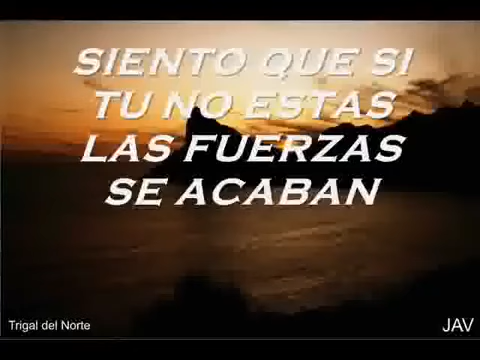 SIENTO QUE SI
TU NO ESTAS
LAS FUERZAS
SE ACABAN
Trigal del Norte
JAV